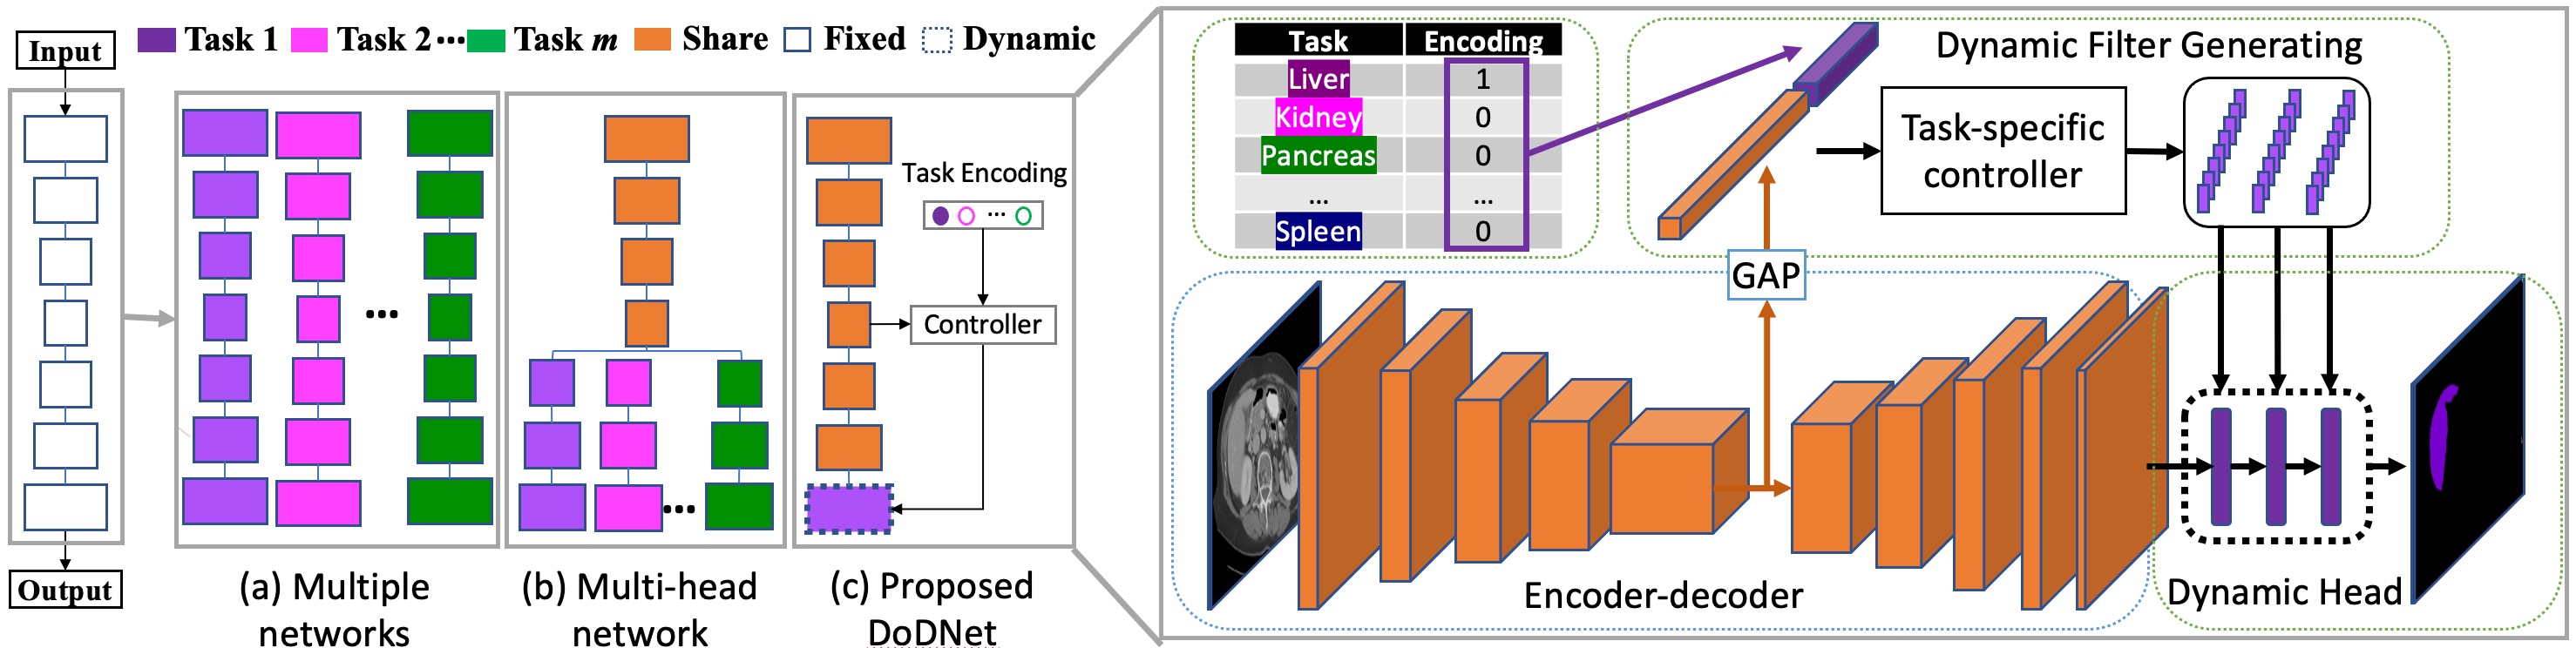 Input
Task 1
Task 2
...
Task m
Share
Fixed
Dynamic
Output
(a) Multiple
networks
...
(b) Multi-head
network
...
Task Encoding
...
Controller
(c) Proposed
DoDNet
Task Encoding
Liver 1
Kidney 0
Pancreas 0
... ...
Spleen 0
Dynamic Filter Generating
Task-specific
controller
GAP
Encoder-decoder
Dynamic Head